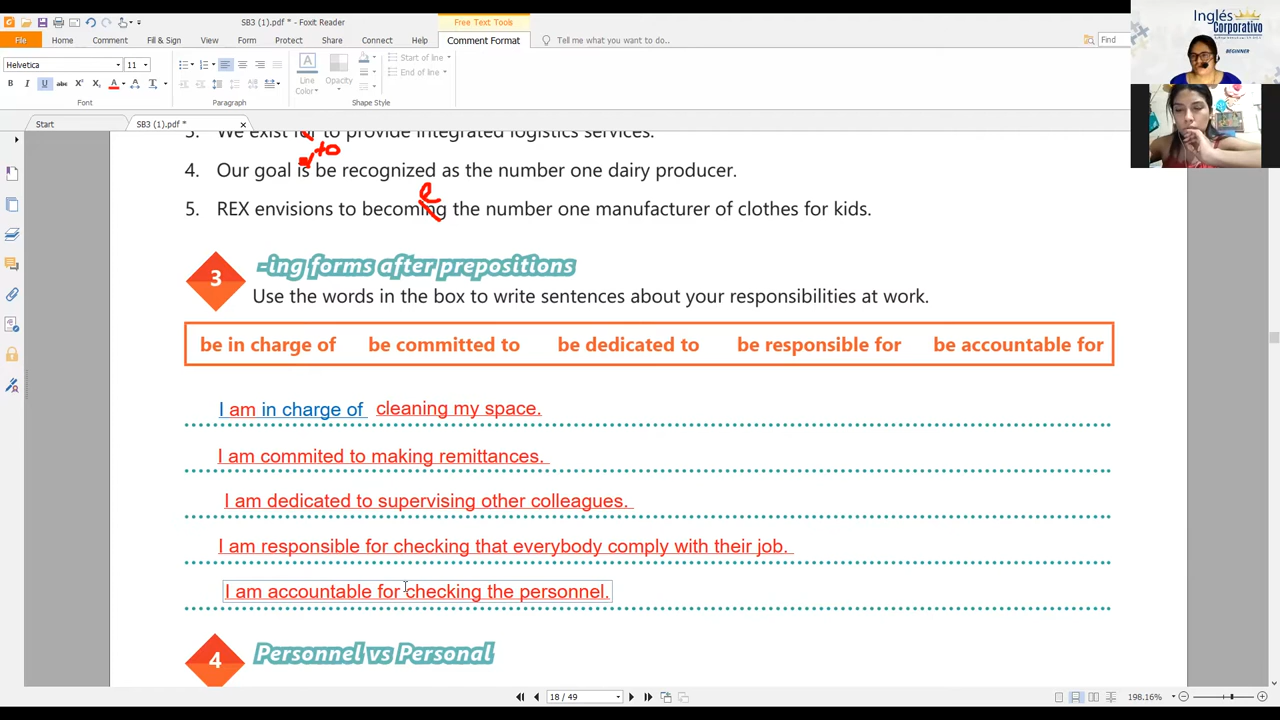 SB3 (1).pdf * - Foxit Reader
Free Text Tools
File Home Comment Fill & Sign View Form Protect Share Connect Help Comment Format Tell me what you want to do.. Find
Helvetica 11
Start of line
End of line
Line Color
Opacity
B I U abc X² X₂ A T
Font Paragraph Shape Style
Start SB3 (1).pdf *
Inglés Corporativo
BEGINNER
3. We exist for to provide integrated logistics services.
to
4. Our goal is be recognized as the number one dairy producer.
e
5. REX envisions to becoming the number one manufacturer of clothes for kids.
3 -ing forms after prepositions
Use the words in the box to write sentences about your responsibilities at work.
be in charge of be committed to be dedicated to be responsible for be accountable for
I am in charge of cleaning my space.
I am commited to making remittances.
I am dedicated to supervising other colleagues.
I am responsible for checking that everybody comply with their job.
I am accountable for checking the personnel.
4 Personnel vs Personal
18 / 49
198.16%